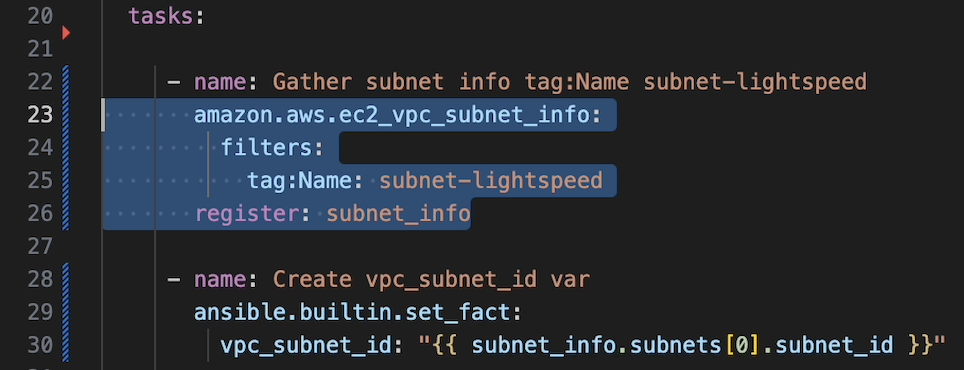 20 tasks:
21
22 - name: Gather subnet info tag:Name subnet-lightspeed
23 amazon.aws.ec2_vpc_subnet_info:
24 filters:
25 tag:Name: subnet-lightspeed
26 register: subnet_info
27
28 - name: Create vpc_subnet_id var
29 ansible.builtin.set_fact:
30 vpc_subnet_id: "{{ subnet_info.subnets[0].subnet_id }}"